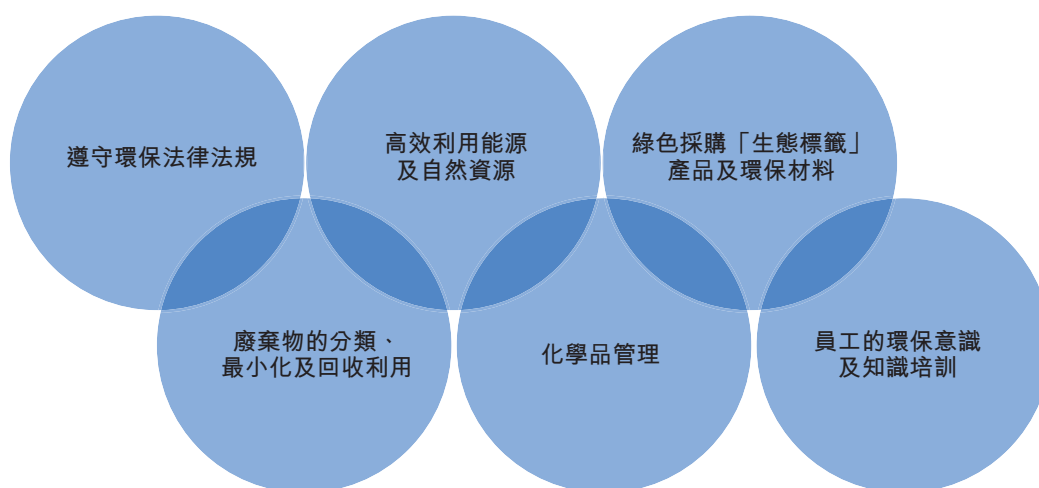 遵守環保法律法規
高效利用能源
及自然資源
綠色採購「生態標籤」
產品及環保材料
廢棄物的分類、
最小化及回收利用
化學品管理
員工的環保意識
及知識培訓